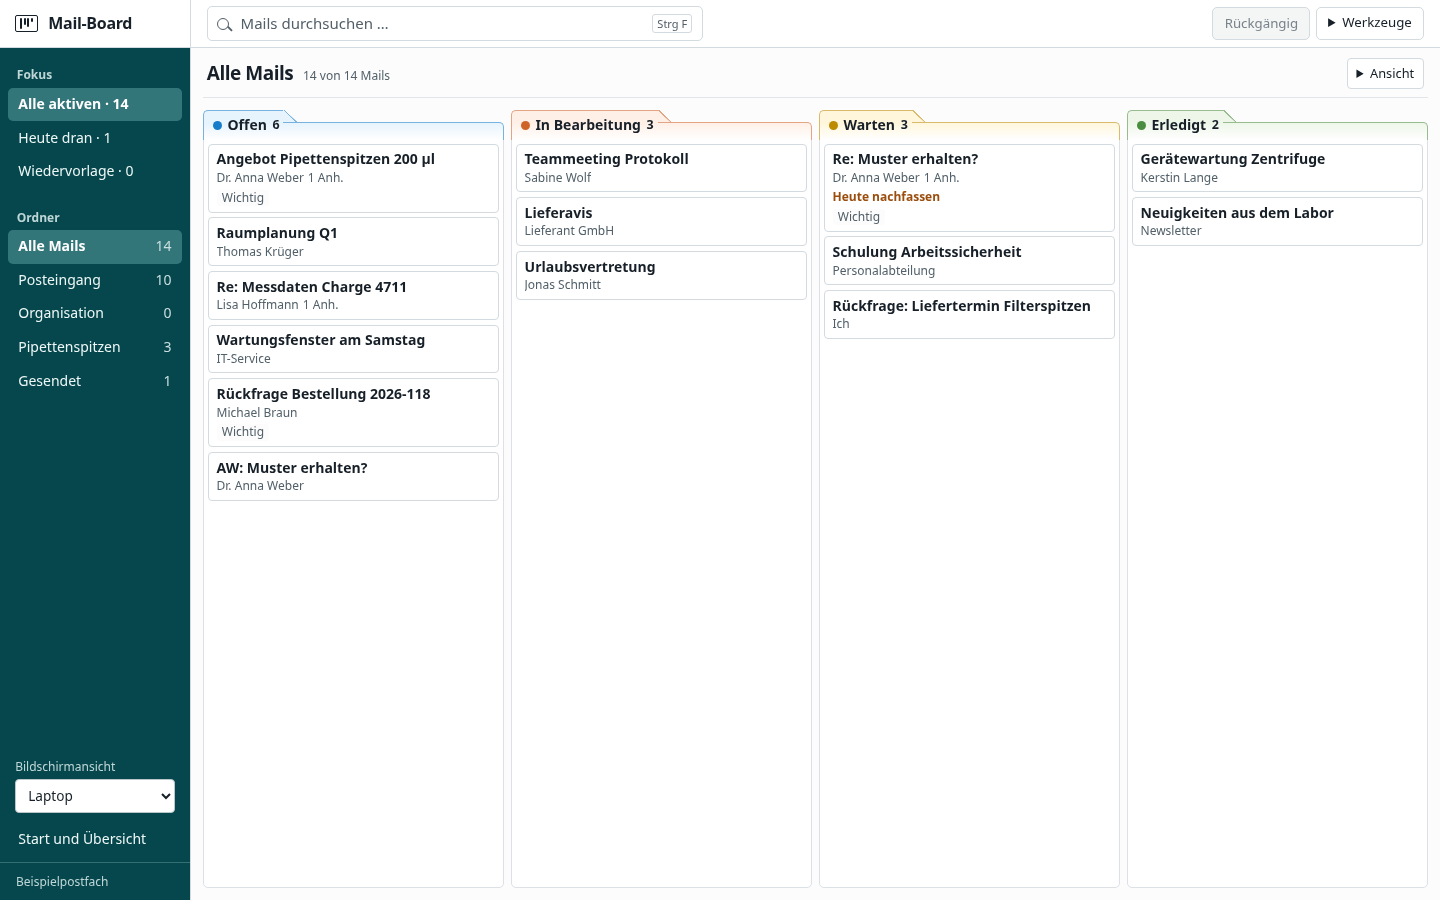 Mail-Board
Mails durchsuchen ...
Strg F
Rückgängig
Werkzeuge
Fokus
Alle aktiven · 14
Heute dran · 1
Wiedervorlage · 0
Ordner
Alle Mails 14
Posteingang 10
Organisation 0
Pipettenspitzen 3
Gesendet 1
Bildschirmansicht
Laptop
Start und Übersicht
Beispielpostfach
Alle Mails 14 von 14 Mails
Ansicht
Offen 6
Angebot Pipettenspitzen 200 µl
Dr. Anna Weber 1 Anh.
Wichtig
Raumplanung Q1
Thomas Krüger
Re: Messdaten Charge 4711
Lisa Hoffmann 1 Anh.
Wartungsfenster am Samstag
IT-Service
Rückfrage Bestellung 2026-118
Michael Braun
Wichtig
AW: Muster erhalten?
Dr. Anna Weber
In Bearbeitung 3
Teammeeting Protokoll
Sabine Wolf
Lieferavis
Lieferant GmbH
Urlaubsvertretung
Jonas Schmitt
Warten 3
Re: Muster erhalten?
Dr. Anna Weber 1 Anh.
Heute nachfassen
Wichtig
Schulung Arbeitssicherheit
Personalabteilung
Rückfrage: Liefertermin Filterspitzen
Ich
Erledigt 2
Gerätewartung Zentrifuge
Kerstin Lange
Neuigkeiten aus dem Labor
Newsletter